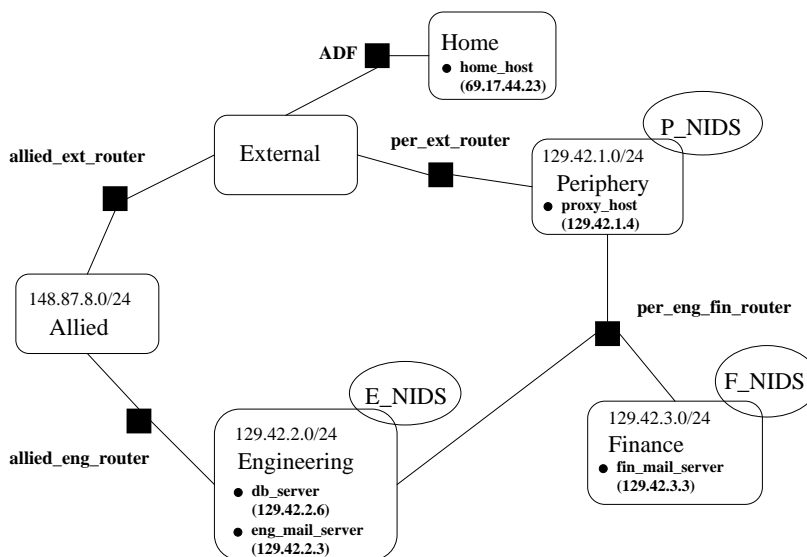 ADF
Home
home_host
(69.17.44.23)
P_NIDS
allied_ext_router
External
per_ext_router
129.42.1.0/24
Periphery
proxy_host
(129.42.1.4)
148.87.8.0/24
Allied
per_eng_fin_router
E_NIDS
F_NIDS
allied_eng_router
129.42.2.0/24
Engineering
db_server
(129.42.2.6)
eng_mail_server
(129.42.2.3)
129.42.3.0/24
Finance
fin_mail_server
(129.42.3.3)